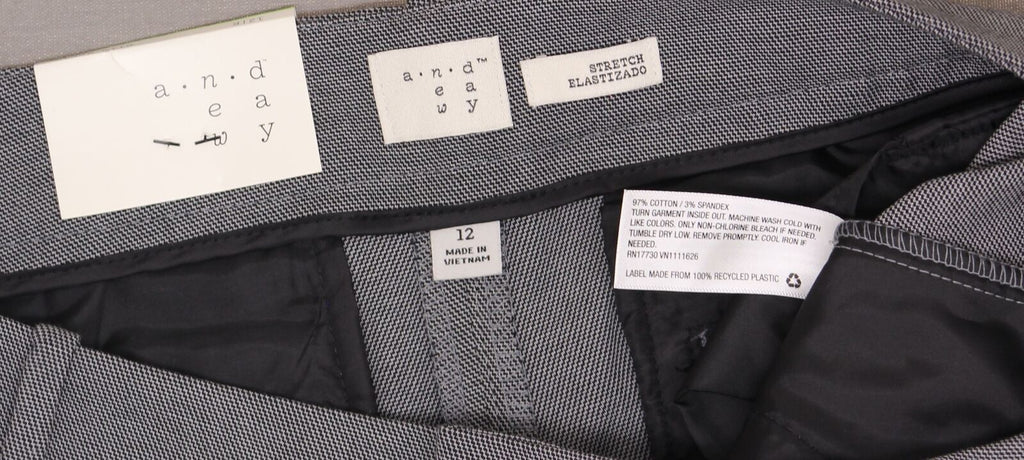 a · n · d
e a
w y
a · n · d™
e a
w y
STRETCH
ELASTIZADO
12
MADE IN
VIETNAM
97% COTTON / 3% SPANDEX
TURN GARMENT INSIDE OUT. MACHINE WASH COLD WITH
LIKE COLORS. ONLY NON-CHLORINE BLEACH IF NEEDED.
TUMBLE DRY LOW. REMOVE PROMPTLY. COOL IRON IF
NEEDED.
RN17730 VN1111626
LABEL MADE FROM 100% RECYCLED PLASTIC